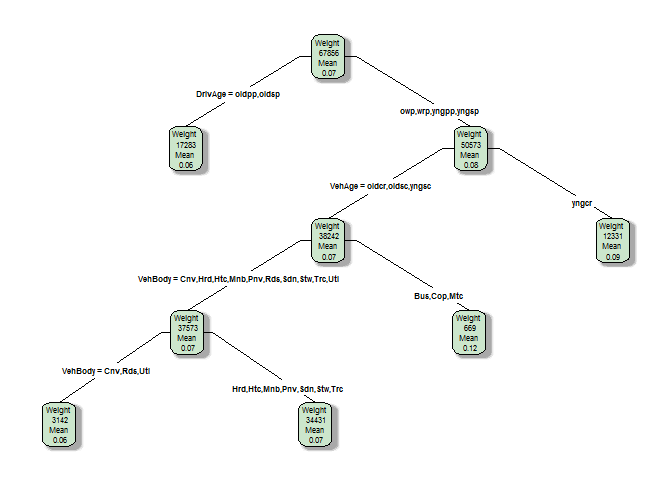 Weight
67856
Mean
0.07
DrivAge = oldpp,oldsp
owp,wrp,yngpp,yngsp
Weight
17283
Mean
0.06
Weight
50573
Mean
0.08
VehAge = oldcr,oldsc,yngsc
yngcr
Weight
38242
Mean
0.07
Weight
12331
Mean
0.09
VehBody = Cnv,Hrd,Htc,Mnb,Pnv,Rds,Sdn,Stw,Trc,Utl
Bus,Cop,Mtc
Weight
37573
Mean
0.07
Weight
669
Mean
0.12
VehBody = Cnv,Rds,Utl
Hrd,Htc,Mnb,Pnv,Sdn,Stw,Trc
Weight
3142
Mean
0.06
Weight
34431
Mean
0.07